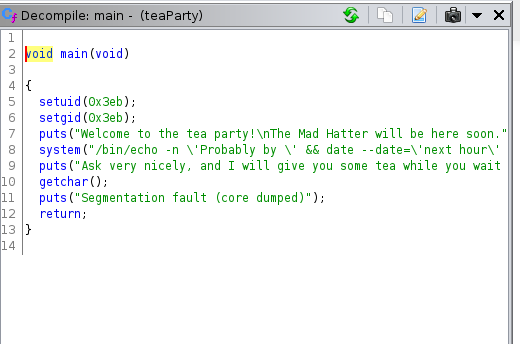 Decompile: main - (teaParty)
1
2 void main(void)
3
4 {
5 setuid(0x3eb);
6 setgid(0x3eb);
7 puts("Welcome to the tea party!\nThe Mad Hatter will be here soon."
8 system("/bin/echo -n \'Probably by \' && date --date=\'next hour\'
9 puts("Ask very nicely, and I will give you some tea while you wait
10 getchar();
11 puts("Segmentation fault (core dumped)");
12 return;
13 }
14